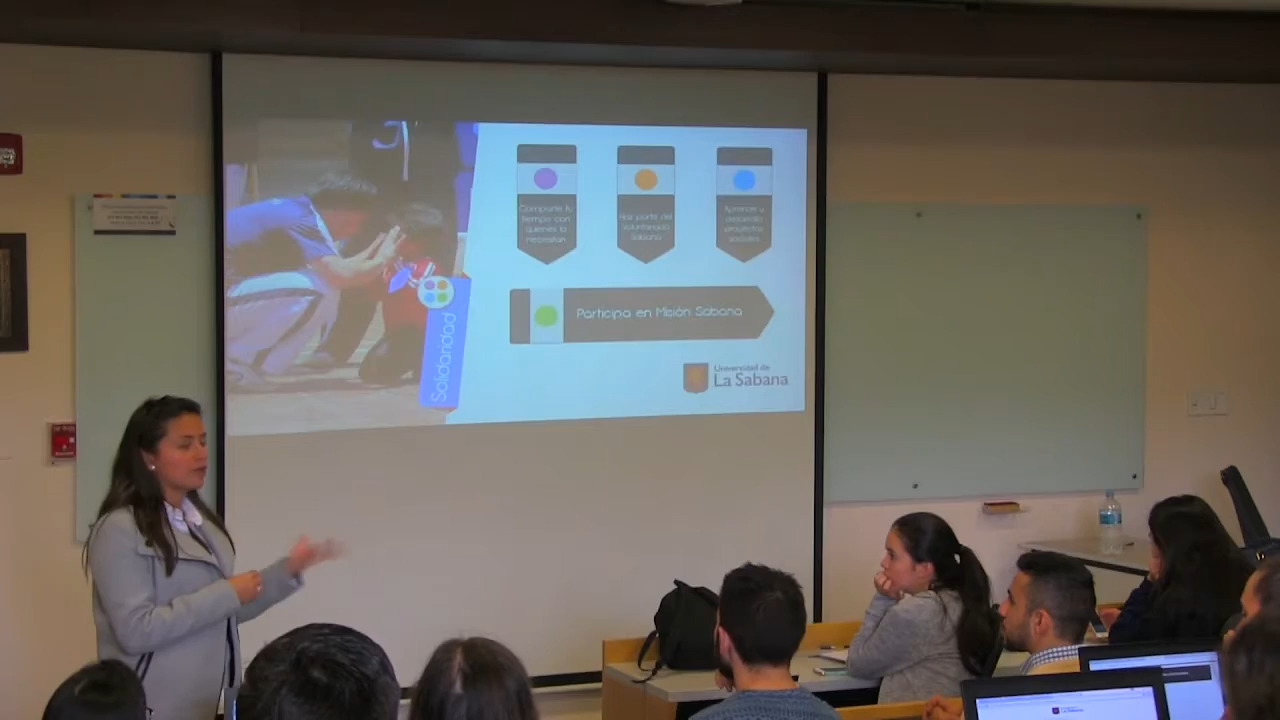 Comparte tu
tiempo con
quienes lo
necesitan
Haz parte del
voluntariado
Sabana
Aprende y
desarrolla
proyectos
sociales
Participa en Misión Sabana
Solidaridad
Universidad de
La Sabana